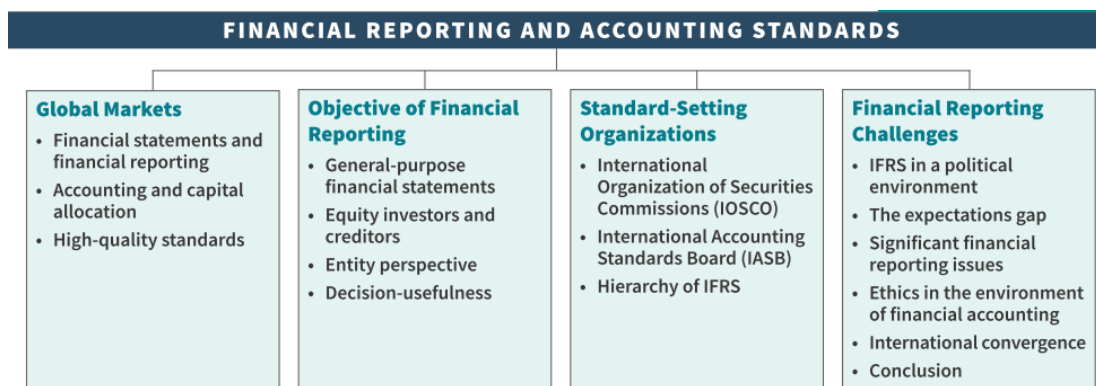 FINANCIAL REPORTING AND ACCOUNTING STANDARDS
Global Markets
• Financial statements and
financial reporting
• Accounting and capital
allocation
• High-quality standards
Objective of Financial
Reporting
• General-purpose
financial statements
• Equity investors and
creditors
• Entity perspective
• Decision-usefulness
Standard-Setting
Organizations
• International
Organization of Securities
Commissions (IOSCO)
• International Accounting
Standards Board (IASB)
• Hierarchy of IFRS
Financial Reporting
Challenges
• IFRS in a political
environment
• The expectations gap
• Significant financial
reporting issues
• Ethics in the environment
of financial accounting
• International convergence
• Conclusion